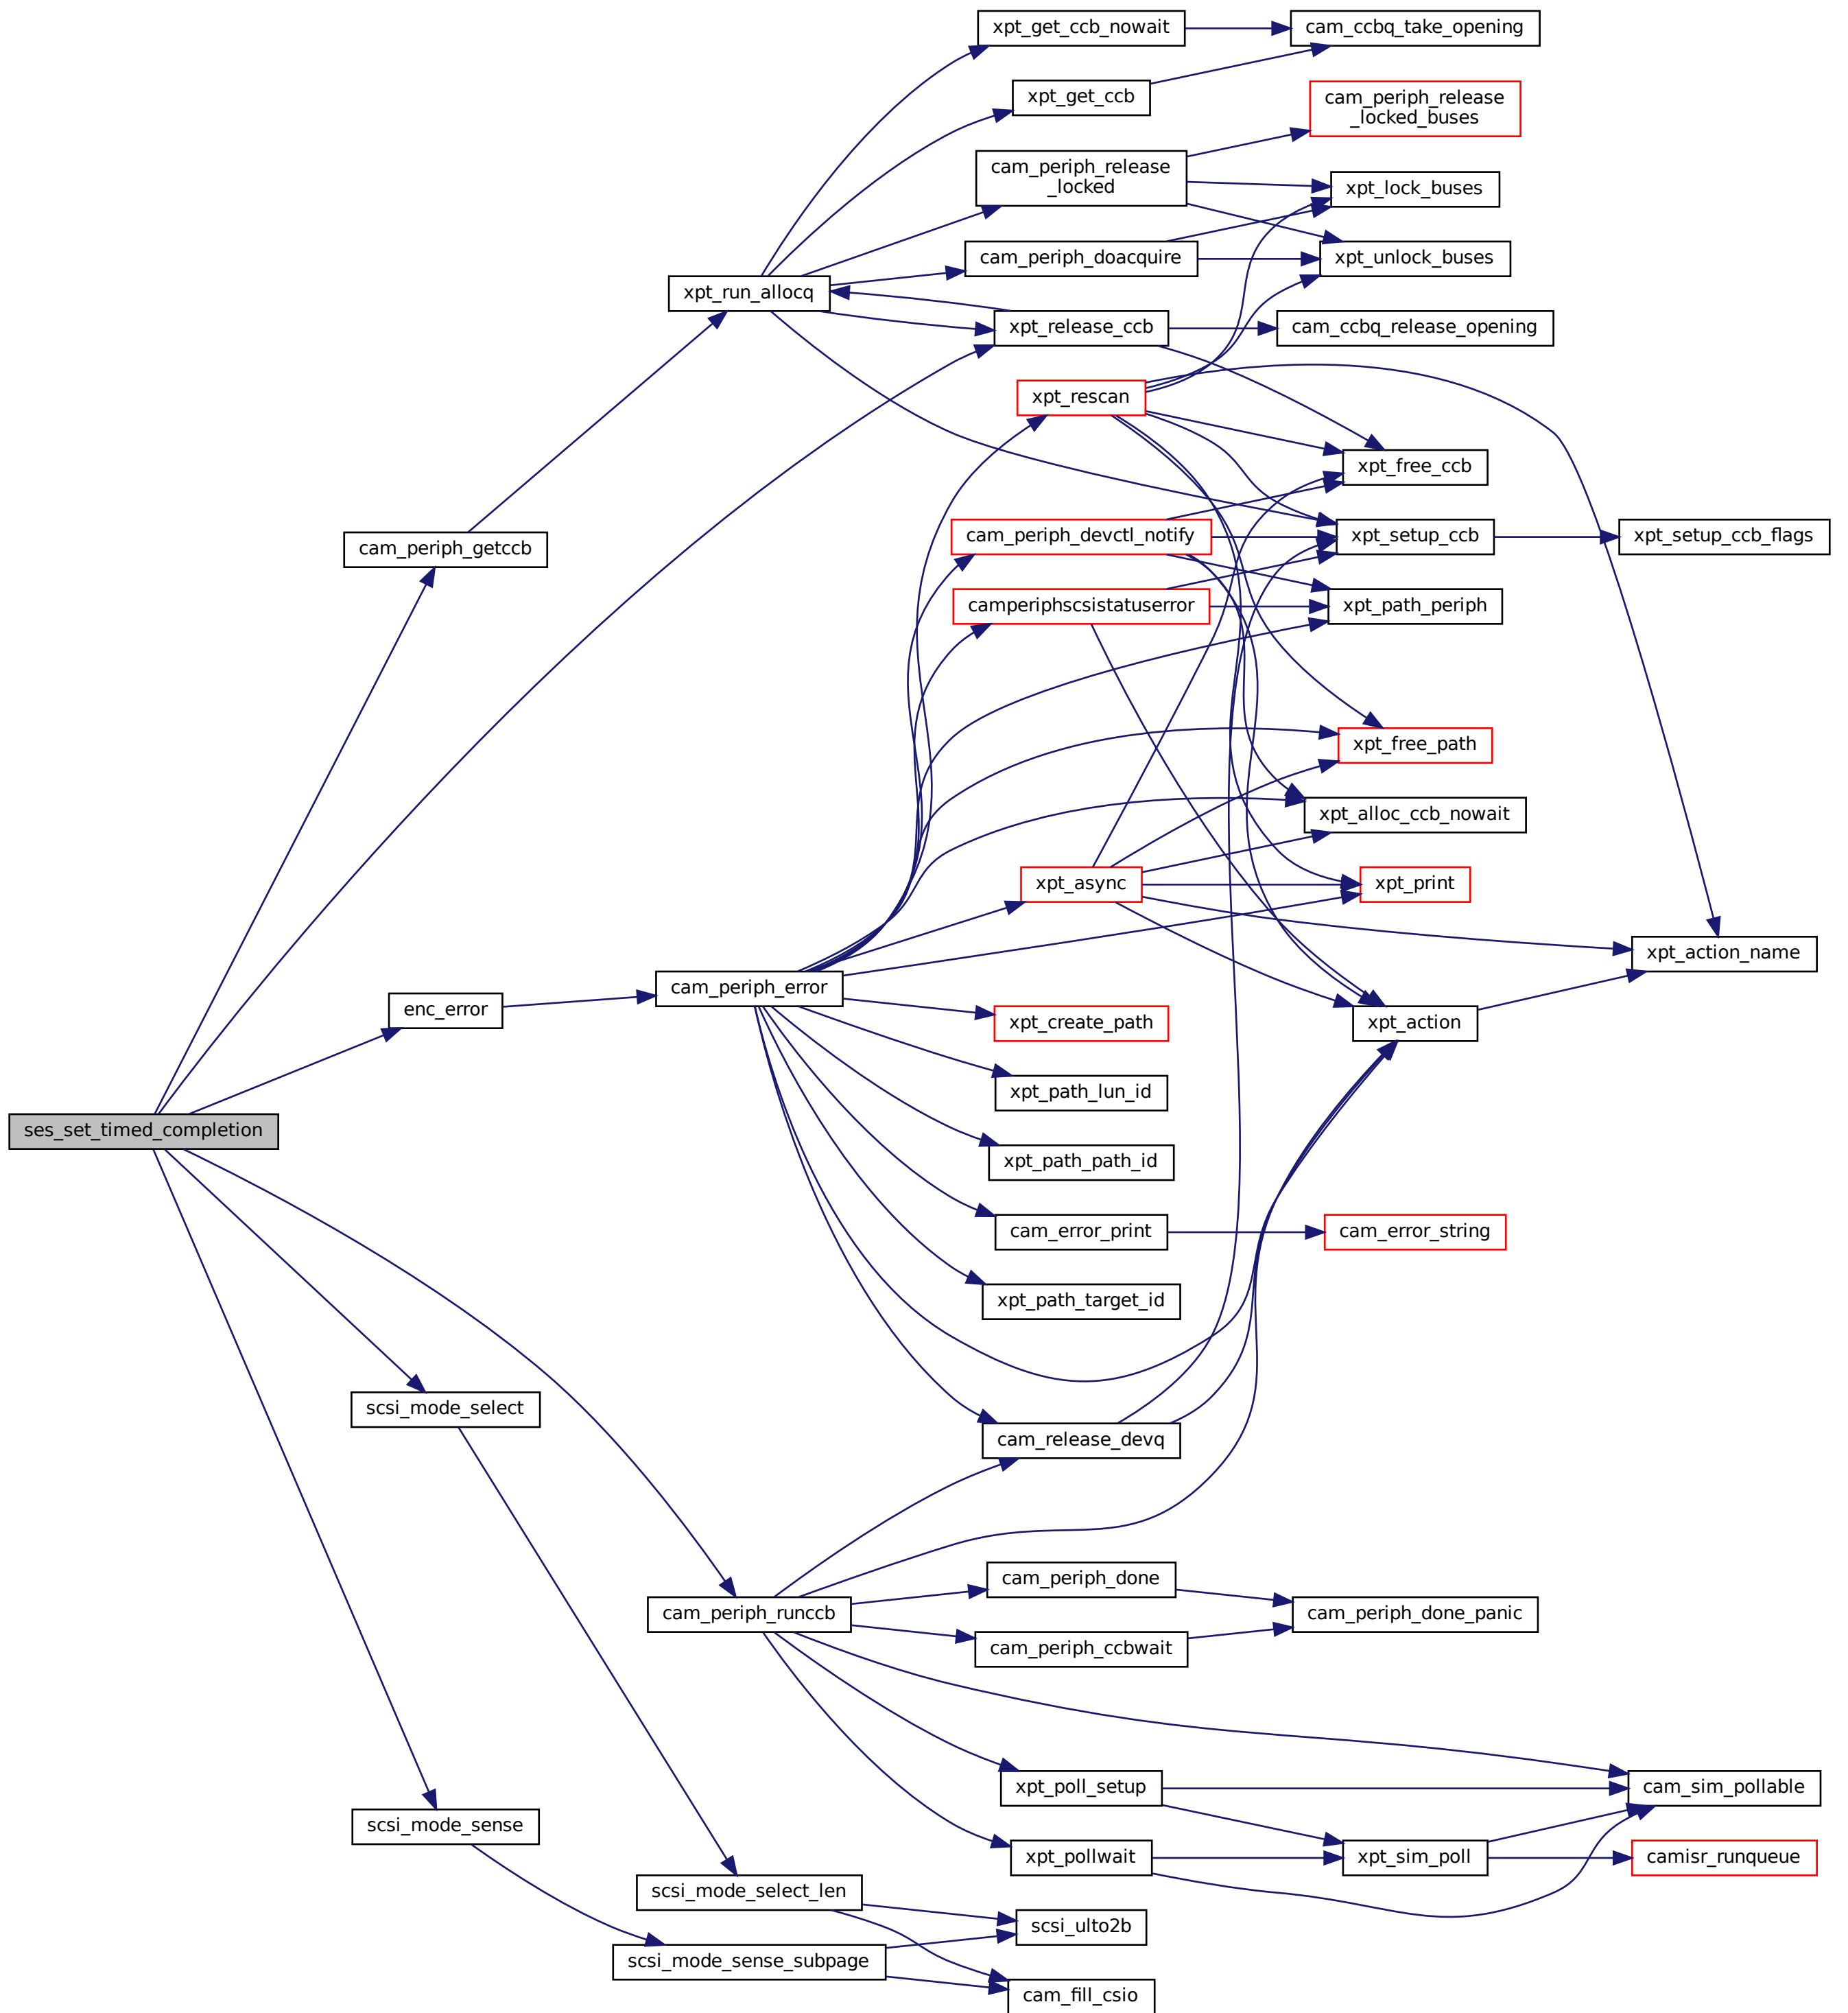 xpt_get_ccb_nowait
cam_ccbq_take_opening
xpt_get_ccb
cam_periph_release
_locked_buses
cam_periph_release
_locked
xpt_lock_buses
cam_periph_doacquire
xpt_unlock_buses
xpt_run_allocq
xpt_release_ccb
cam_ccbq_release_opening
xpt_rescan
xpt_free_ccb
cam_periph_getccb
cam_periph_devctl_notify
xpt_setup_ccb
xpt_setup_ccb_flags
camperiphscsistatuserror
xpt_path_periph
xpt_free_path
xpt_alloc_ccb_nowait
xpt_async
xpt_print
xpt_action_name
cam_periph_error
enc_error
xpt_create_path
xpt_action
xpt_path_lun_id
ses_set_timed_completion
xpt_path_path_id
cam_error_print
cam_error_string
xpt_path_target_id
scsi_mode_select
cam_release_devq
cam_periph_done
cam_periph_runccb
cam_periph_done_panic
cam_periph_ccbwait
xpt_poll_setup
cam_sim_pollable
scsi_mode_sense
xpt_pollwait
xpt_sim_poll
camisr_runqueue
scsi_mode_select_len
scsi_ulto2b
scsi_mode_sense_subpage
cam_fill_csio